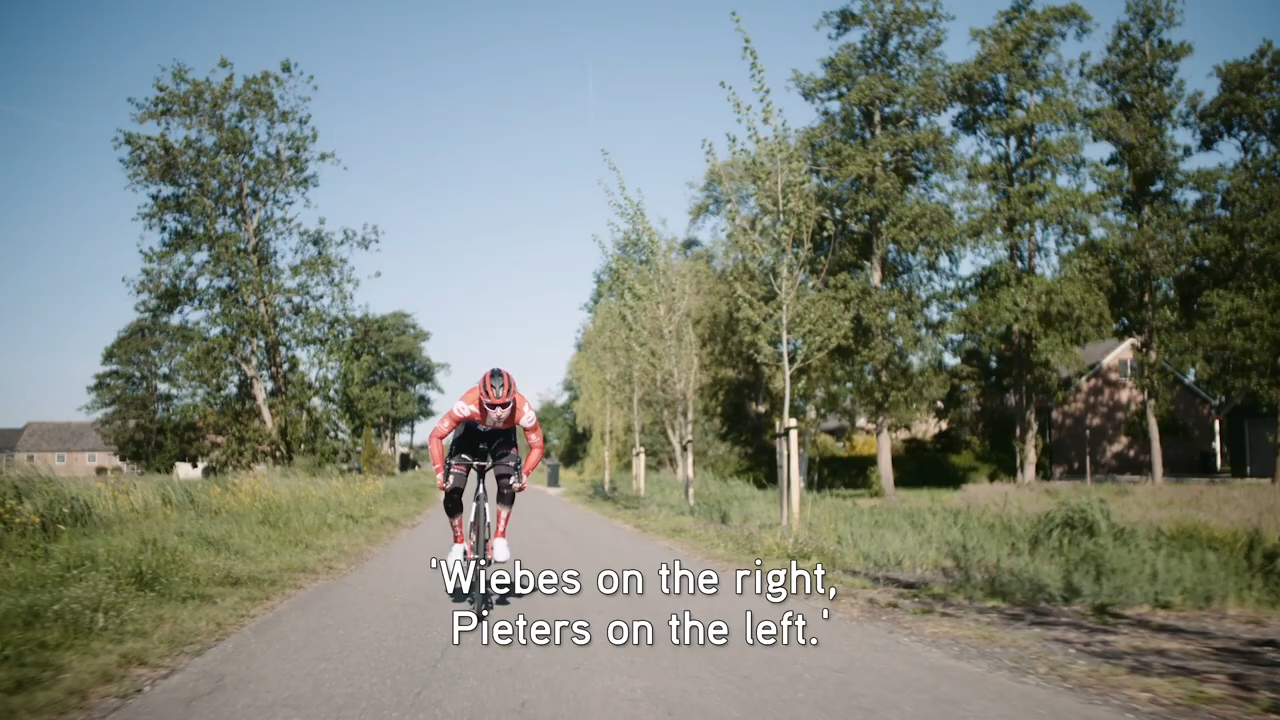 'Wiebes on the right,
Pieters on the left.'